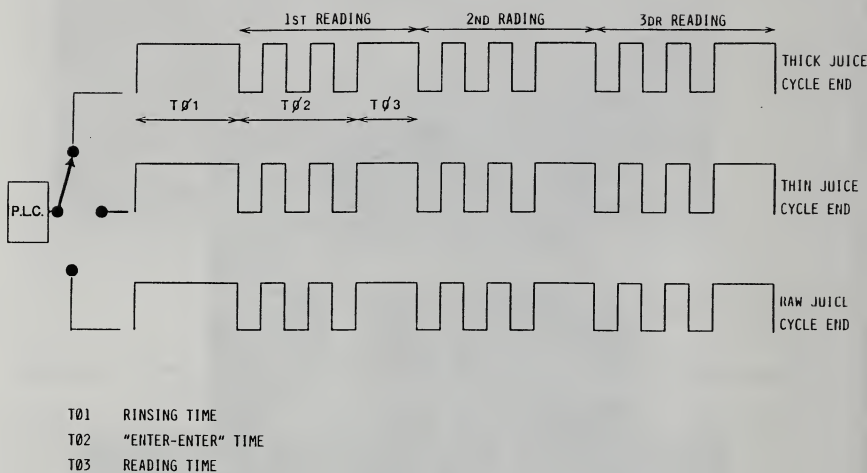 1ST READING 2ND RADING 3DR READING
THICK JUICE
CYCLE END
TØ1 TØ2 TØ3
THIN JUICE
CYCLE END
P.L.C.
RAW JUICL
CYCLE END
TØ1 RINSING TIME
TØ2 "ENTER-ENTER" TIME
TØ3 READING TIME